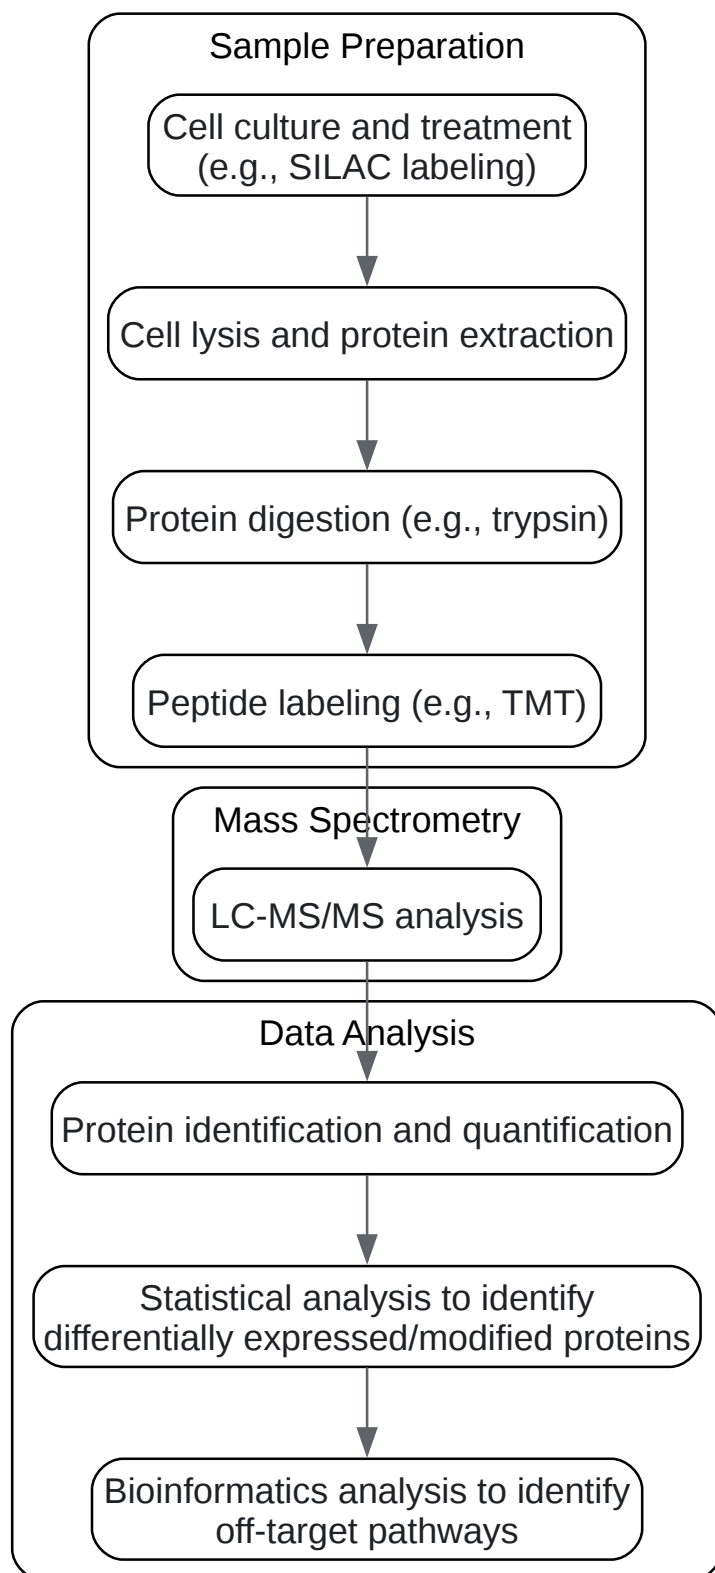 Sample Preparation
Cell culture and treatment
(e.g., SILAC labeling)
Cell lysis and protein extraction
Protein digestion (e.g., trypsin)
Peptide labeling (e.g., TMT)
Mass Spectrometry
LC-MS/MS analysis
Data Analysis
Protein identification and quantification
Statistical analysis to identify
differentially expressed/modified proteins
Bioinformatics analysis to identify
off-target pathways